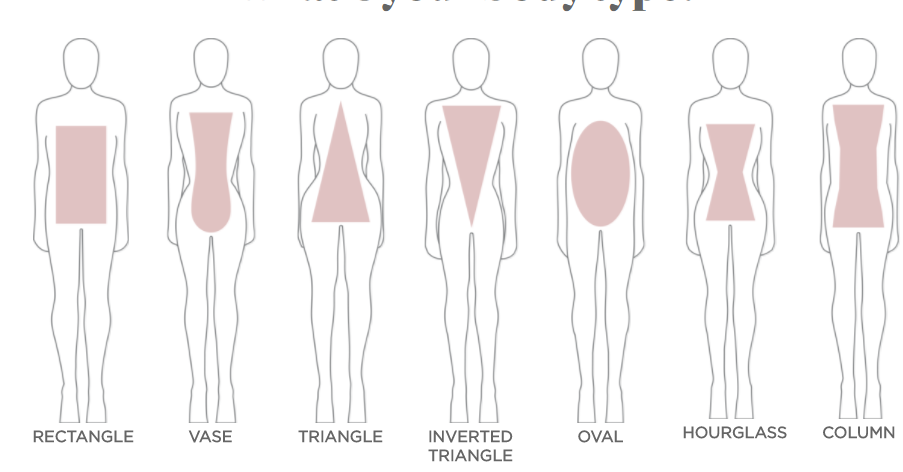 RECTANGLE
VASE
TRIANGLE
INVERTED
TRIANGLE
OVAL
HOURGLASS
COLUMN